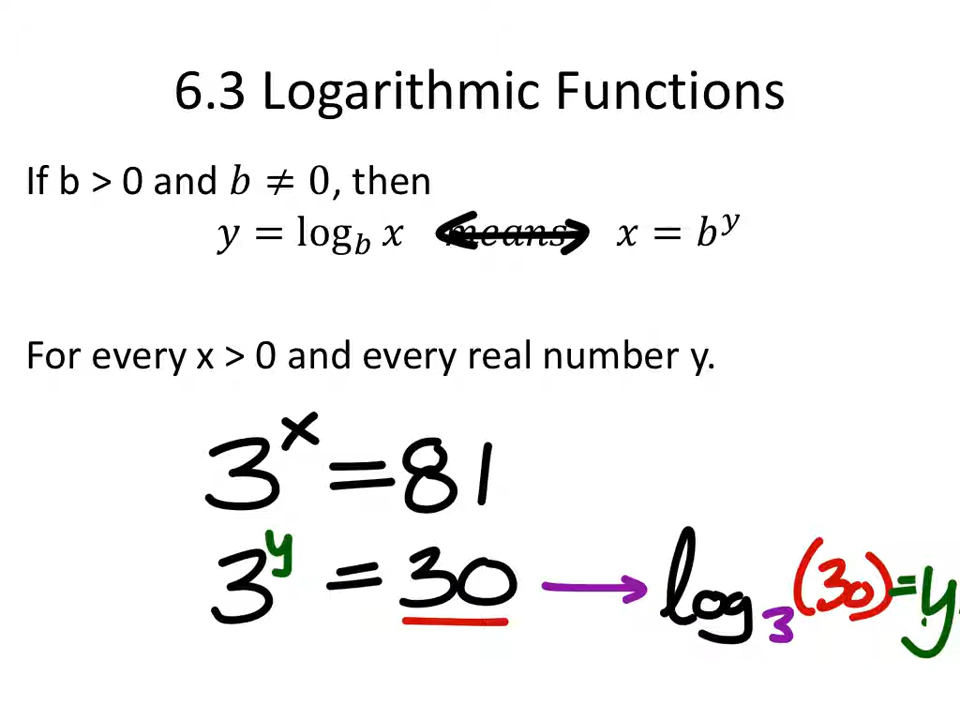 6.3 Logarithmic Functions
If b > 0 and b ≠ 0, then
y = log_b x means x = b^y
For every x > 0 and every real number y.
3^x = 81
3^y = 30 → log_3 (30) = y